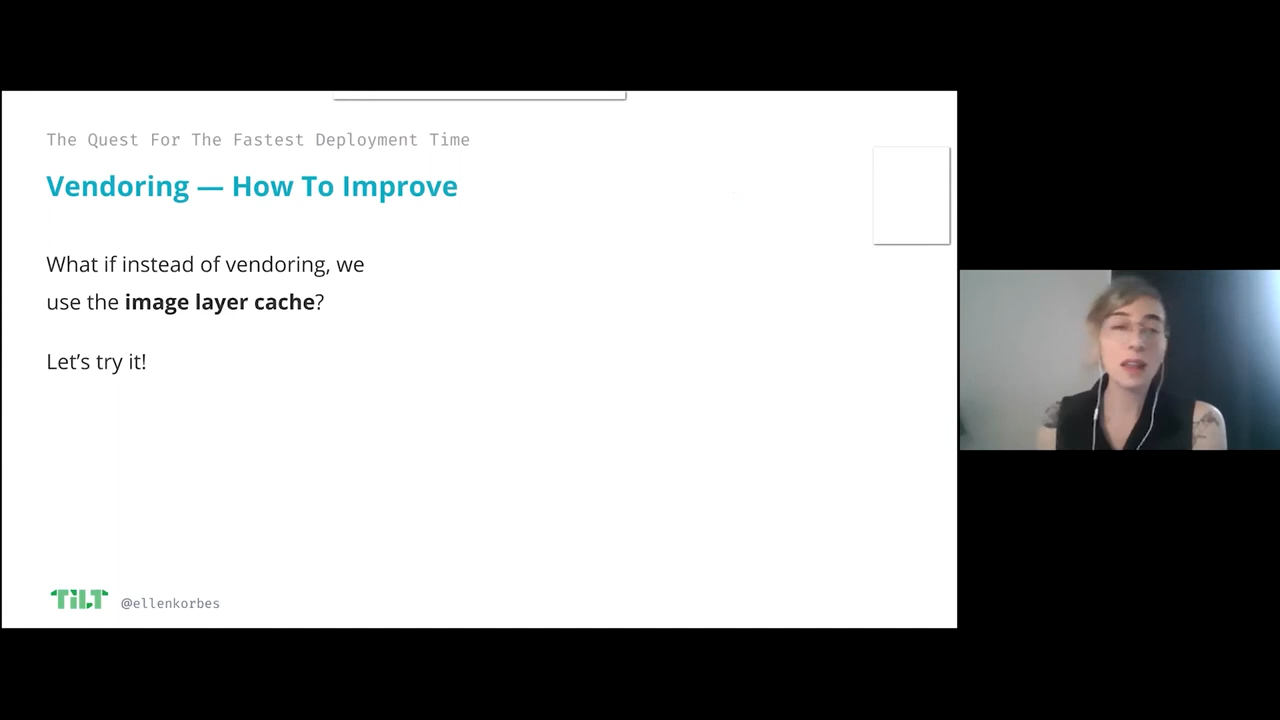 The Quest For The Fastest Deployment Time
Vendoring — How To Improve
What if instead of vendoring, we
use the image layer cache?
Let’s try it!
TiLT @ellenkorbes